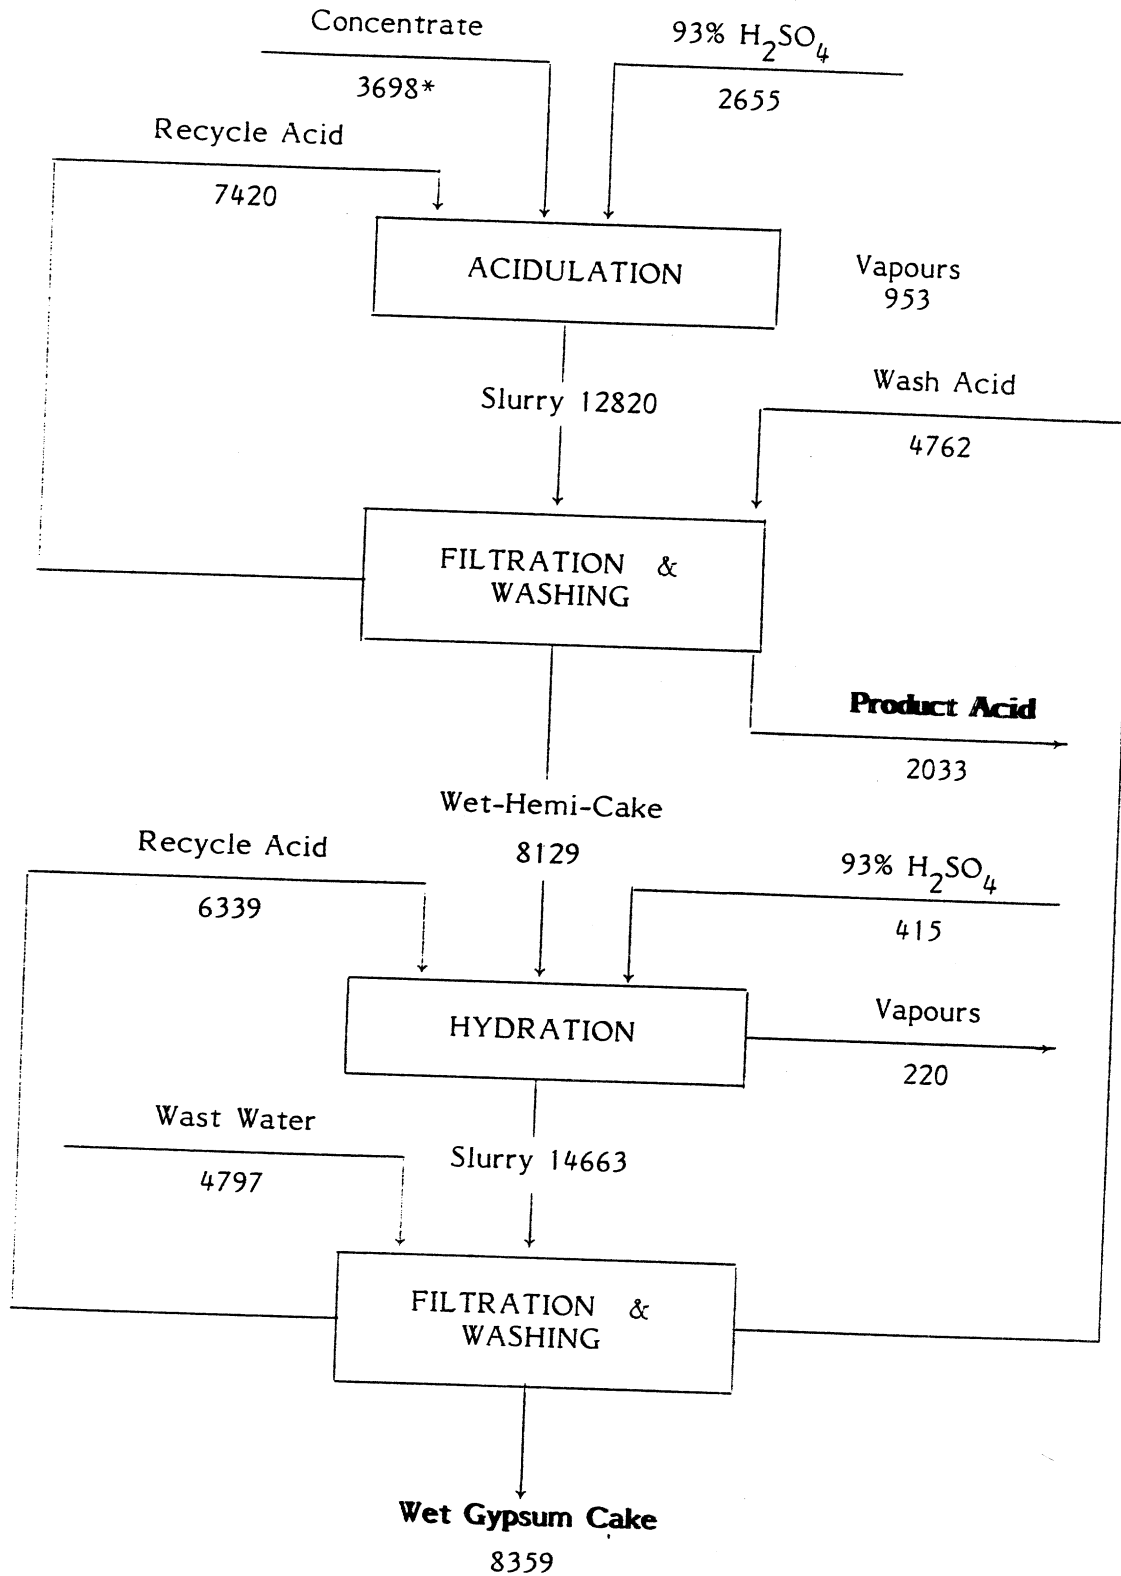 Concentrate
3698*
93% H2SO4
2655
Recycle Acid
7420
ACIDULATION
Vapours
953
Slurry 12820
Wash Acid
4762
FILTRATION &
WASHING
Product Acid
2033
Wet-Hemi-Cake
8129
Recycle Acid
6339
93% H2SO4
415
HYDRATION
Vapours
220
Wast Water
4797
Slurry 14663
FILTRATION &
WASHING
Wet Gypsum Cake
8359